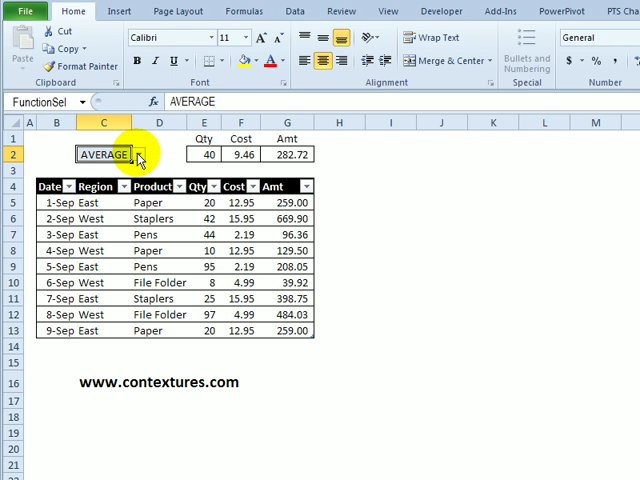 File Home Insert Page Layout Formulas Data Review View Developer Add-Ins PowerPivot PTS Cha
Paste
Cut
Copy
Format Painter
Clipboard
Calibri 11 A A
B I U A
Font
Wrap Text
Merge & Center
Alignment
Bullets and
Numbering
Special
General
$ % ,
Number
FunctionSel fx AVERAGE
A B C D E F G H I J K L M
1 Qty Cost Amt
2 AVERAGE 40 9.46 282.72
3
4 Date Region Product Qty Cost Amt
5 1-Sep East Paper 20 12.95 259.00
6 2-Sep West Staplers 42 15.95 669.90
7 3-Sep East Pens 44 2.19 96.36
8 4-Sep West Paper 10 12.95 129.50
9 5-Sep East Pens 95 2.19 208.05
10 6-Sep West File Folder 8 4.99 39.92
11 7-Sep East Staplers 25 15.95 398.75
12 8-Sep West File Folder 97 4.99 484.03
13 9-Sep East Paper 20 12.95 259.00
14
15
16 www.contextures.com
17
18
19
20
21